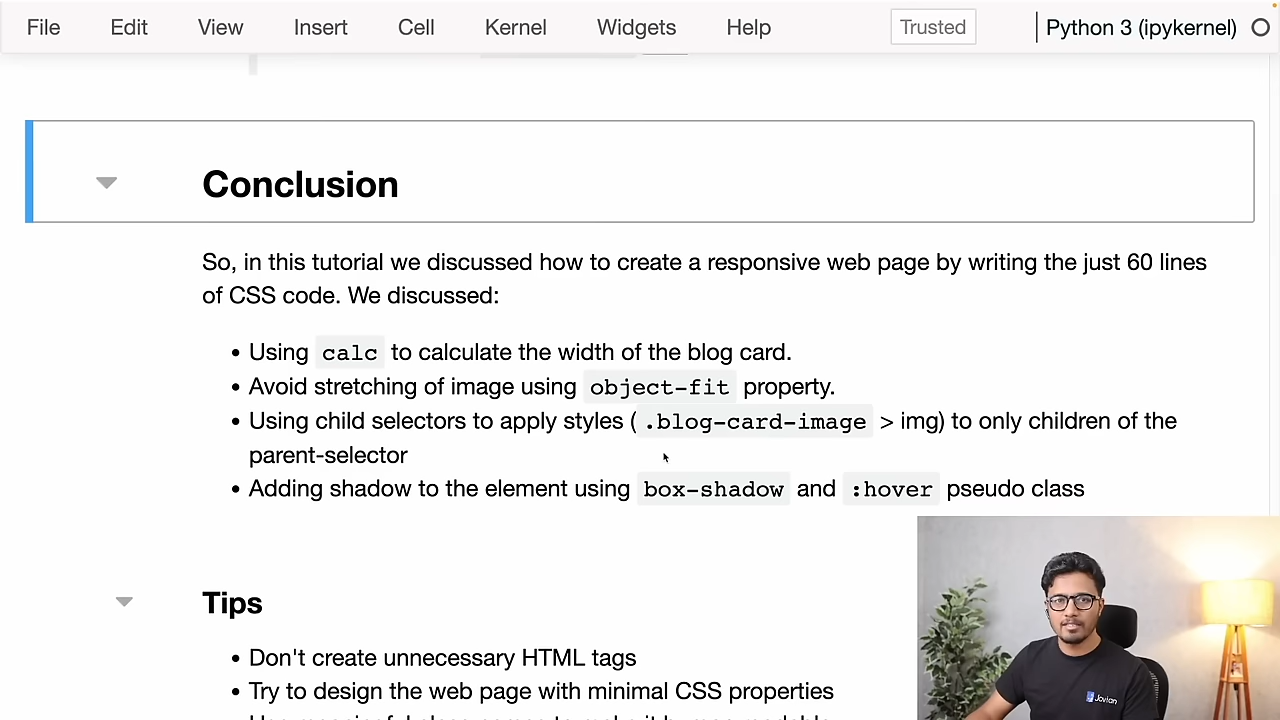 File Edit View Insert Cell Kernel Widgets Help Trusted Python 3 (ipykernel)
Conclusion
So, in this tutorial we discussed how to create a responsive web page by writing the just 60 lines
of CSS code. We discussed:
• Using calc to calculate the width of the blog card.
• Avoid stretching of image using object-fit property.
• Using child selectors to apply styles ( .blog-card-image > img) to only children of the
parent-selector
• Adding shadow to the element using box-shadow and :hover pseudo class
Tips
• Don't create unnecessary HTML tags
• Try to design the web page with minimal CSS properties
Jovian